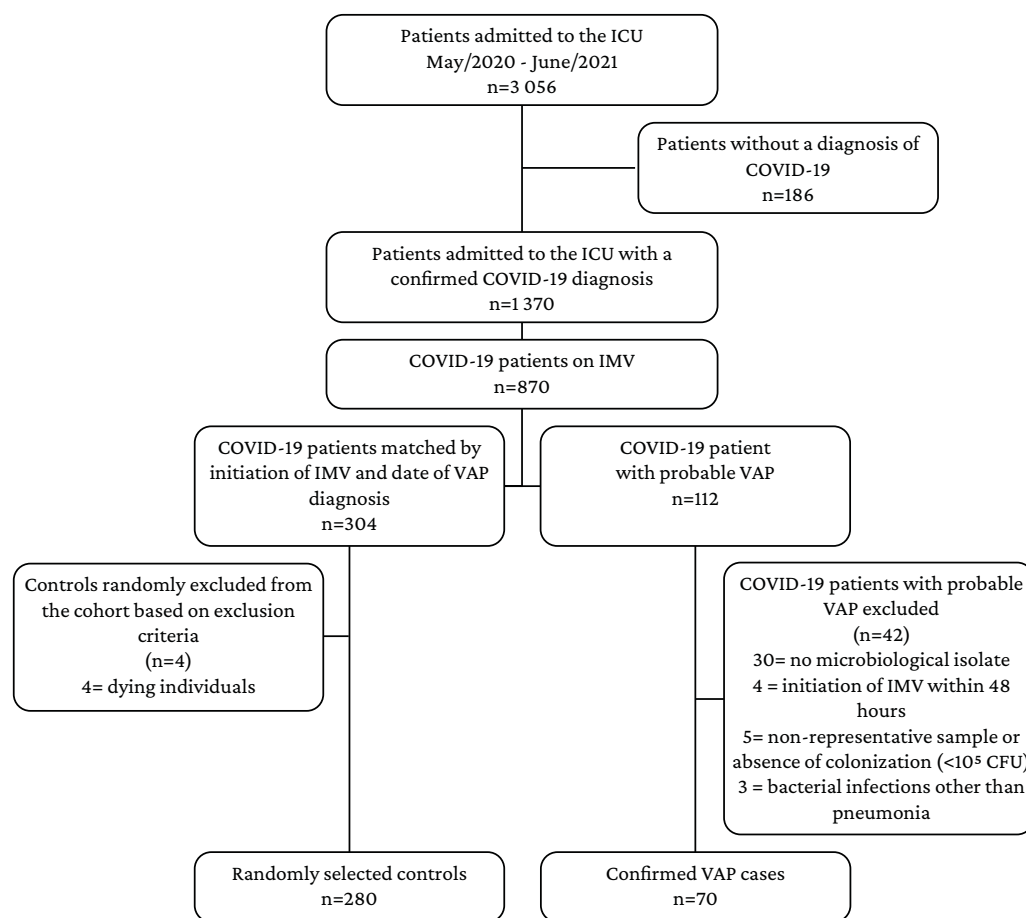 Patients admitted to the ICU
May/2020 - June/2021
n=3 056
Patients without a diagnosis of
COVID-19
n=186
Patients admitted to the ICU with a
confirmed COVID-19 diagnosis
n=1 370
COVID-19 patients on IMV
n=870
COVID-19 patients matched by
initiation of IMV and date of VAP
diagnosis
n=304
COVID-19 patient
with probable VAP
n=112
Controls randomly excluded from
the cohort based on exclusion
criteria
(n=4)
4= dying individuals
COVID-19 patients with probable
VAP excluded
(n=42)
30= no microbiological isolate
4 = initiation of IMV within 48
hours
5= non-representative sample or
absence of colonization (<10⁵ CFU)
3 = bacterial infections other than
pneumonia
Randomly selected controls
n=280
Confirmed VAP cases
n=70